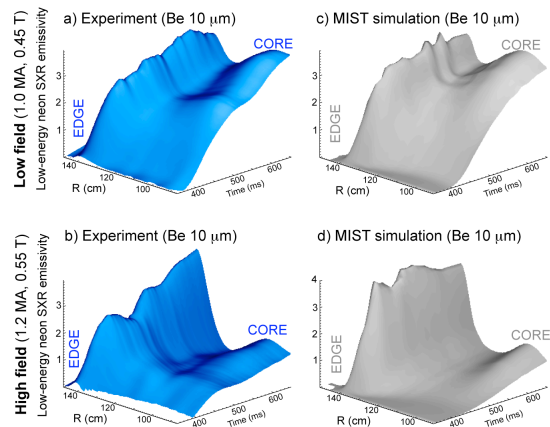 a) Experiment (Be 10 μm)
c) MIST simulation (Be 10 μm)
Low field (1.0 MA, 0.45 T)
Low-energy neon SXR emissivity
3
2
1
EDGE
CORE
140
120
100
R (cm)
400
500
600
Time (ms)
3
2
1
EDGE
CORE
140
120
100
R (cm)
400
500
600
Time (ms)
b) Experiment (Be 10 μm)
d) MIST simulation (Be 10 μm)
High field (1.2 MA, 0.55 T)
Low-energy neon SXR emissivity
3
2
1
EDGE
CORE
140
120
100
R (cm)
400
500
600
Time (ms)
4
3
2
1
EDGE
CORE
140
120
100
R (cm)
400
500
600
Time (ms)